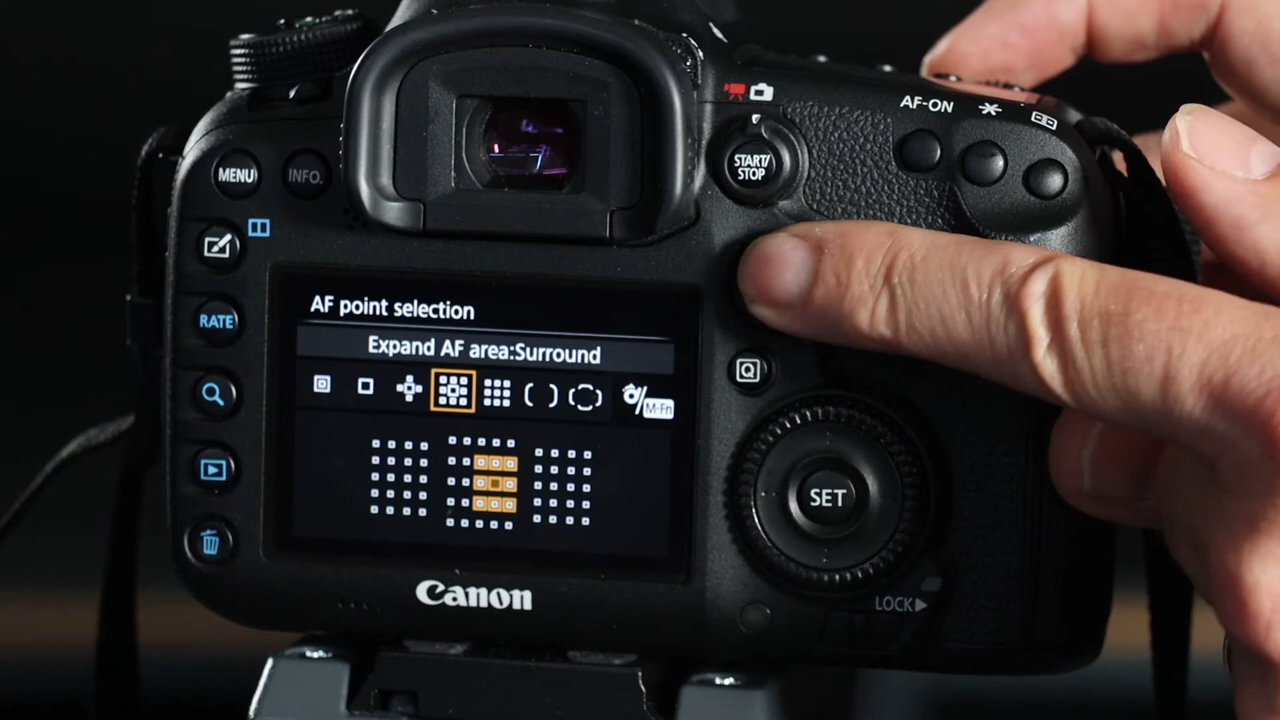 AF-ON
MENU
INFO.
START/
STOP
RATE
AF point selection
Expand AF area:Surround
M-Fn
Q
SET
Canon
LOCK